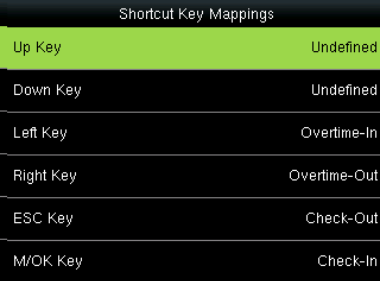 Shortcut Key Mappings
Up Key Undefined
Down Key Undefined
Left Key Overtime-In
Right Key Overtime-Out
ESC Key Check-Out
M/OK Key Check-In